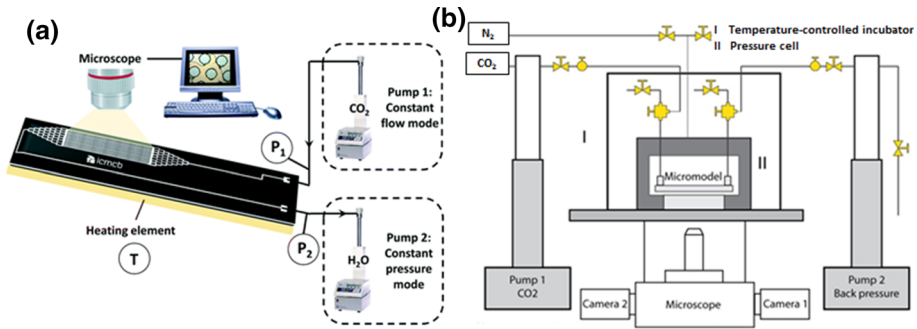 (a)
Microscope
icmcb
Heating element
T
P1
P2
CO2
Pump 1:
Constant
flow mode
H2O
Pump 2:
Constant
pressure
mode
(b)
N2
CO2
I Temperature-controlled incubator
II Pressure cell
I
II
Micromodel
Pump 1
CO2
Camera 2
Microscope
Camera 1
Pump 2
Back pressure